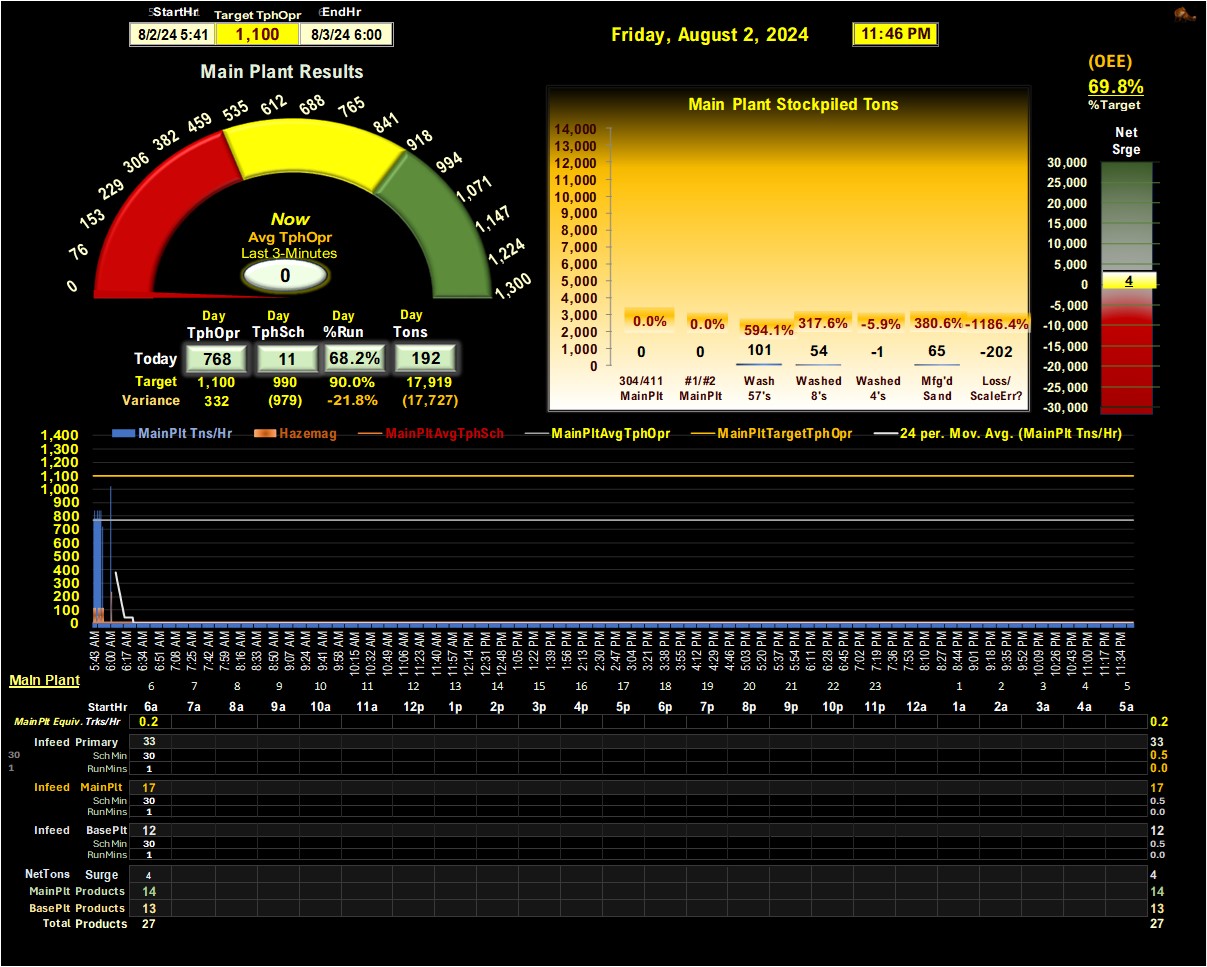 StartHr Target TphOpr EndHr
8/2/24 5:41 1,100 8/3/24 6:00
Friday, August 2, 2024 11:46 PM
(OEE)
69.8%
%Target
Main Plant Results
0 76 153 229 306 382 459 535 612 688 765 841 918 994 1,071 1,147 1,224 1,300
Now
Avg TphOpr
Last 3-Minutes
0
Day Day Day Day
TphOpr TphSch %Run Tons
Today 768 11 68.2% 192
Target 1,100 990 90.0% 17,919
Variance 332 (979) -21.8% (17,727)
Main Plant Stockpiled Tons
14,000
13,000
12,000
11,000
10,000
9,000
8,000
7,000
6,000
5,000
4,000
3,000
2,000
1,000
0
0.0% 0.0% 594.1% 317.6% -5.9% 380.6% -1186.4%
0 0 101 54 -1 65 -202
304/411 #1/#2 Wash Washed Washed Mfg'd Loss/
MainPlt MainPlt 57's 8's 4's Sand ScaleErr?
Net
Srge
30,000
25,000
20,000
15,000
10,000
5,000
0
-5,000
-10,000
-15,000
-20,000
-25,000
-30,000
4
MainPlt Tns/Hr Hazemag MainPltAvgTphSch MainPltAvgTphOpr MainPltTargetTphOpr 24 per. Mov. Avg. (MainPlt Tns/Hr)
1,400
1,300
1,200
1,100
1,000
900
800
700
600
500
400
300
200
100
0
5:43 AM 6:00 AM 6:17 AM 6:34 AM 6:51 AM 7:08 AM 7:25 AM 7:42 AM 7:59 AM 8:16 AM 8:33 AM 8:50 AM 9:07 AM 9:24 AM 9:41 AM 9:58 AM 10:15 AM 10:32 AM 10:49 AM 11:06 AM 11:23 AM 11:40 AM 11:57 AM 12:14 PM 12:31 PM 12:48 PM 1:05 PM 1:22 PM 1:39 PM 1:56 PM 2:13 PM 2:30 PM 2:47 PM 3:04 PM 3:21 PM 3:38 PM 3:55 PM 4:12 PM 4:29 PM 4:46 PM 5:03 PM 5:20 PM 5:37 PM 5:54 PM 6:11 PM 6:28 PM 6:45 PM 7:02 PM 7:19 PM 7:36 PM 7:53 PM 8:10 PM 8:27 PM 8:44 PM 9:01 PM 9:18 PM 9:35 PM 9:52 PM 10:09 PM 10:26 PM 10:43 PM 11:00 PM 11:17 PM 11:34 PM
Main Plant
6 7 8 9 10 11 12 13 14 15 16 17 18 19 20 21 22 23 1 2 3 4 5
StartHr 6a 7a 8a 9a 10a 11a 12p 1p 2p 3p 4p 5p 6p 7p 8p 9p 10p 11p 12a 1a 2a 3a 4a 5a
MainPlt Equiv. Trks/Hr 0.2 0.2
Infeed Primary 33 33
30 Sch Min 30 0.5
1 RunMins 1 0.0
Infeed MainPlt 17 17
Sch Min 30 0.5
RunMins 1 0.0
Infeed BasePlt 12 12
Sch Min 30 0.5
RunMins 1 0.0
NetTons Surge 4 4
MainPlt Products 14 14
BasePlt Products 13 13
Total Products 27 27